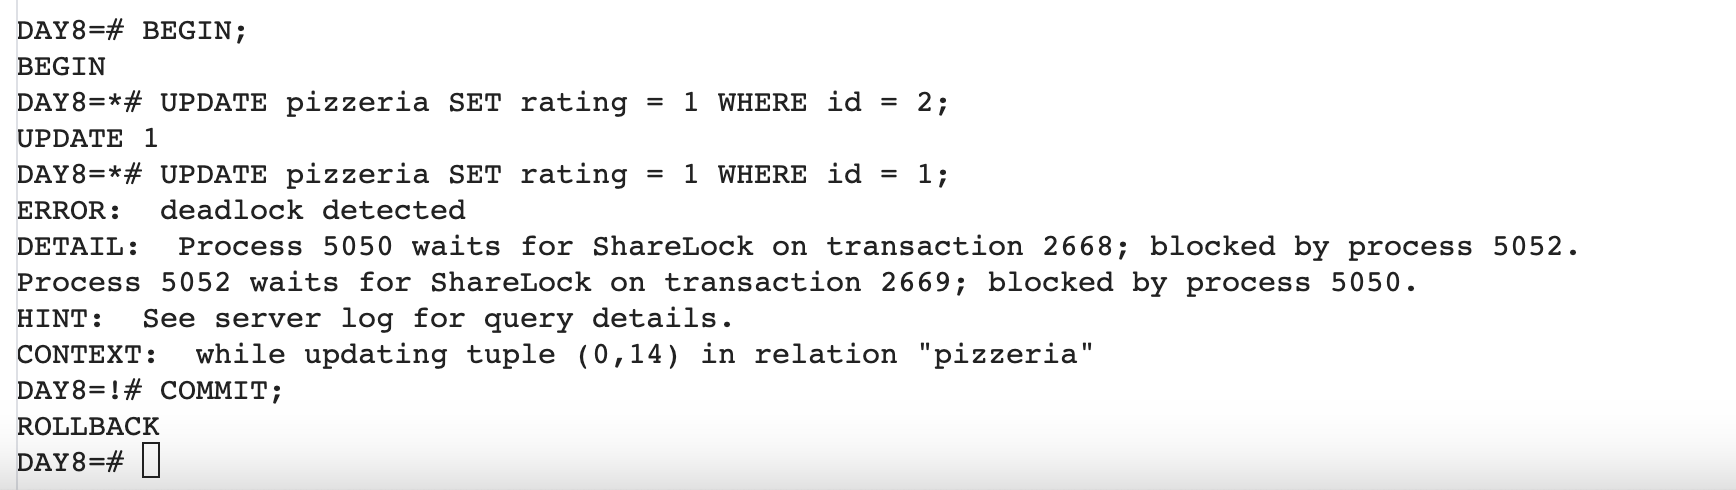 DAY8=# BEGIN;
BEGIN
DAY8=*# UPDATE pizzeria SET rating = 1 WHERE id = 2;
UPDATE 1
DAY8=*# UPDATE pizzeria SET rating = 1 WHERE id = 1;
ERROR:  deadlock detected
DETAIL:  Process 5050 waits for ShareLock on transaction 2668; blocked by process 5052.
Process 5052 waits for ShareLock on transaction 2669; blocked by process 5050.
HINT:  See server log for query details.
CONTEXT:  while updating tuple (0,14) in relation "pizzeria"
DAY8=!# COMMIT;
ROLLBACK
DAY8=#